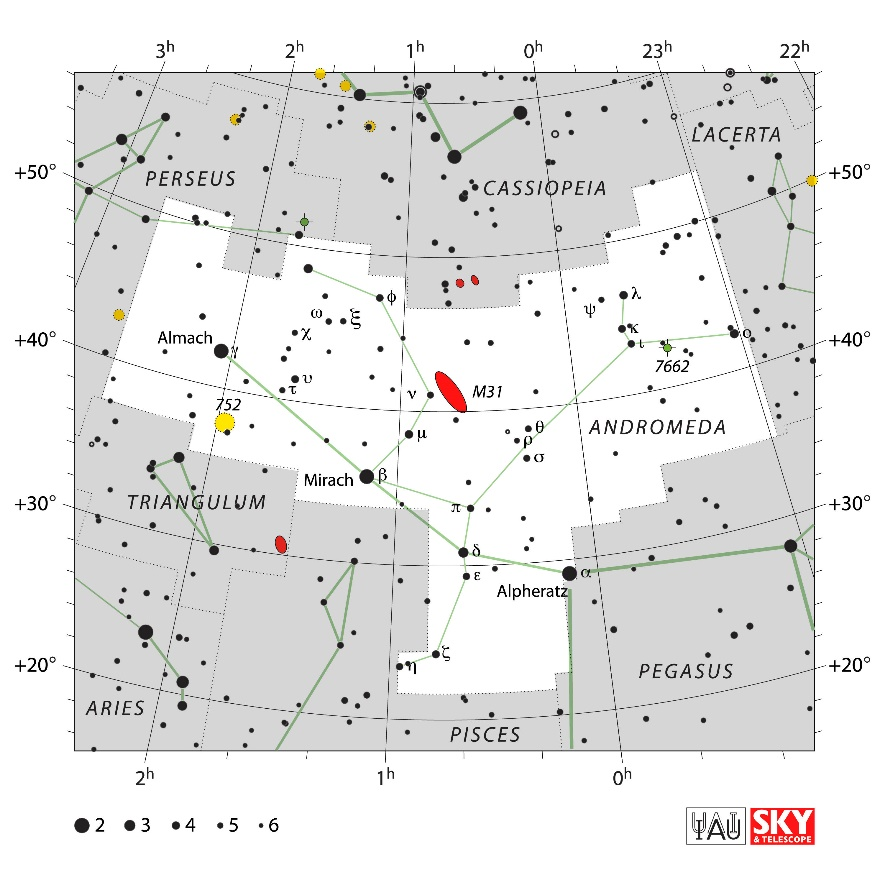 3h 2h 1h 0h 23h 22h
LACERTA
+50° +50°
PERSEUS
CASSIOPEIA
λ
ψ
φ
ω ξ
κ
ο
χ
ι
+40° +40°
Almach γ
7662
υ
τ
ν
M31
752
θ
μ
ρ
ANDROMEDA
σ
Mirach β
+30° +30°
TRIANGULUM
π
δ
ε
α
Alpheratz
ζ
η
+20° +20°
PEGASUS
ARIES
PISCES
2h 1h 0h
2 3 4 5 6
IAU
SKY
& TELESCOPE